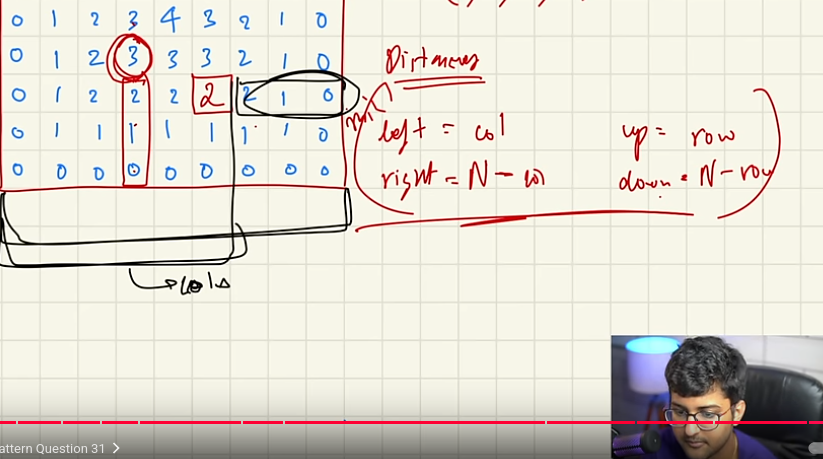 0 1 2 3 4 3 2 1 0
0 1 2 3 3 3 2 1 0
0 1 2 2 2 2 2 1 0
0 1 1 1 1 1 1 1 0
0 0 0 0 0 0 0 0 0
Distances
min
left = col
right = N - col
up = row
down = N - row
cols
attern Question 31 >